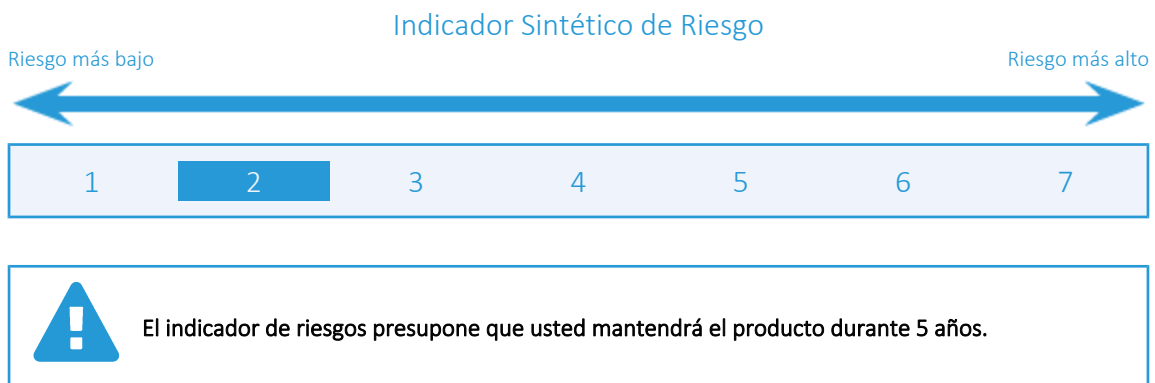 Indicador Sintético de Riesgo
Riesgo más bajo Riesgo más alto
1 2 3 4 5 6 7
El indicador de riesgos presupone que usted mantendrá el producto durante 5 años.